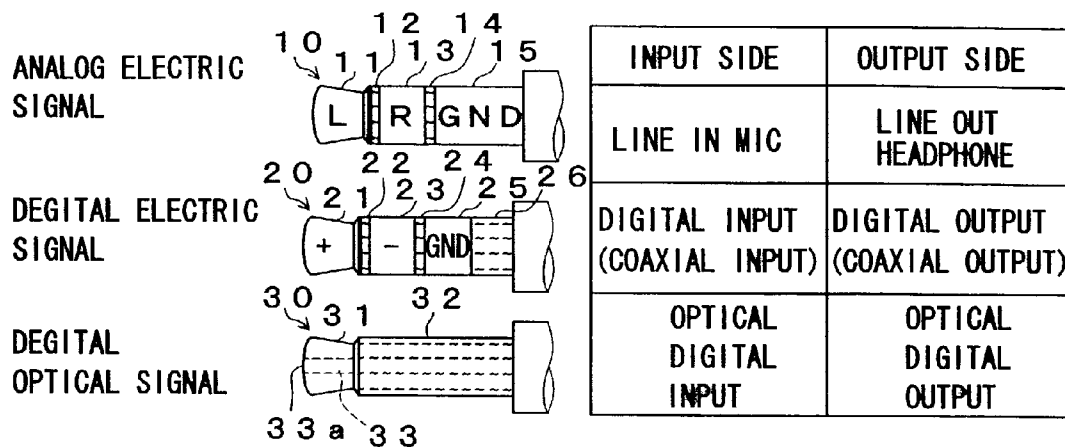 INPUT SIDE OUTPUT SIDE
ANALOG ELECTRIC
SIGNAL
10
11
12
13
14
15
L R GND
LINE IN MIC
LINE OUT
HEADPHONE
DEGITAL ELECTRIC
SIGNAL
20
21
22
23
24
25
26
+ - GND
DIGITAL INPUT
(COAXIAL INPUT)
DIGITAL OUTPUT
(COAXIAL OUTPUT)
DEGITAL
OPTICAL SIGNAL
30
31
32
33a
33
OPTICAL
DIGITAL
INPUT
OPTICAL
DIGITAL
OUTPUT